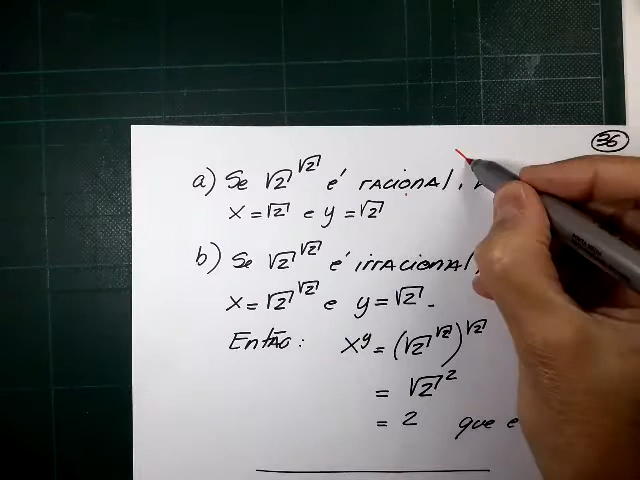 36
a) Se √2^√2 é racional,
x = √2 e y = √2
b) Se √2^√2 é irracional,
x = √2^√2 e y = √2.
Então: x^y = (√2^√2)^√2
= √2^2
= 2 que e